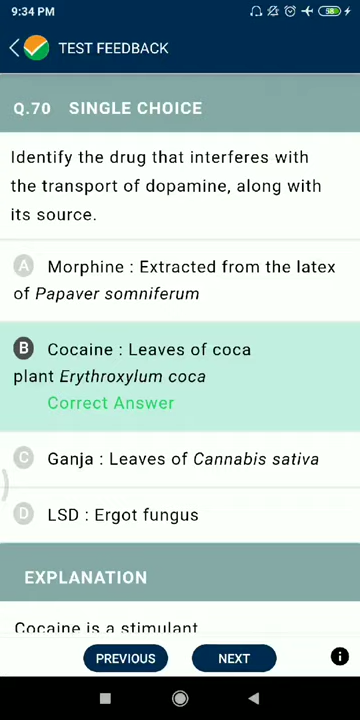 9:34 PM
58
TEST FEEDBACK
Q.70 SINGLE CHOICE
Identify the drug that interferes with
the transport of dopamine, along with
its source.
A Morphine : Extracted from the latex
of Papaver somniferum
B Cocaine : Leaves of coca
plant Erythroxylum coca
Correct Answer
C Ganja : Leaves of Cannabis sativa
D LSD : Ergot fungus
EXPLANATION
Cocaine is a stimulant
PREVIOUS NEXT